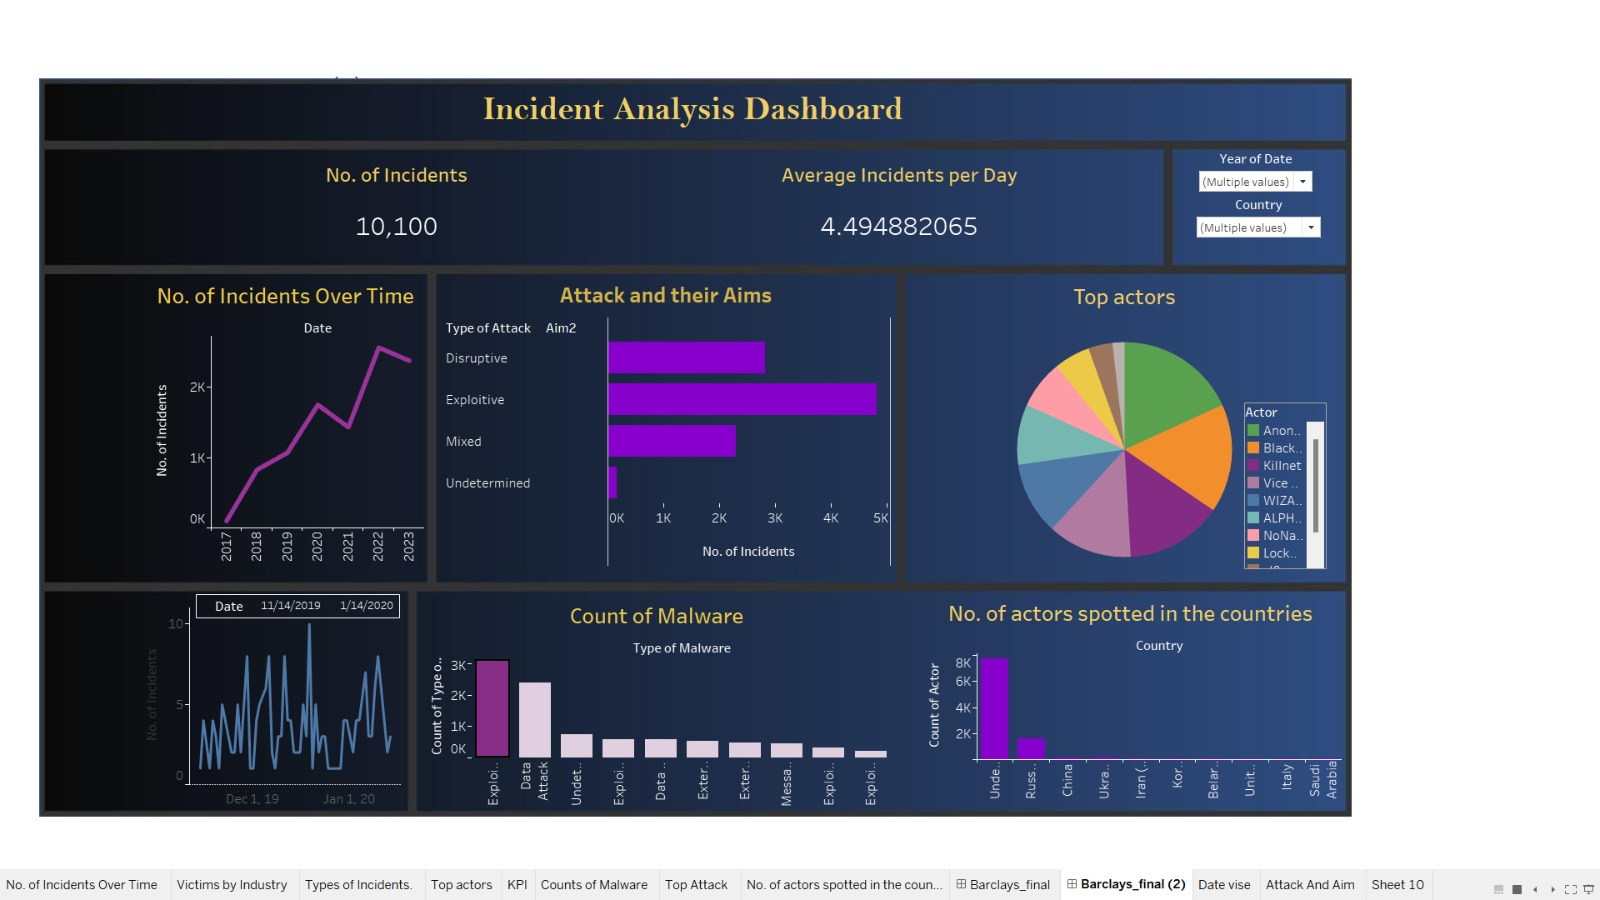 Incident Analysis Dashboard
No. of Incidents
10,100
Average Incidents per Day
4.494882065
Year of Date
(Multiple values)
Country
(Multiple values)
No. of Incidents Over Time
Date
No. of Incidents
2K
1K
0K
2017
2018
2019
2020
2021
2022
2023
Attack and their Aims
Type of Attack Aim2
Disruptive
Exploitive
Mixed
Undetermined
0K 1K 2K 3K 4K 5K
No. of Incidents
Top actors
Actor
Anon..
Black..
Killnet
Vice ..
WIZA..
ALPH..
NoNa..
Lock..
Date 11/14/2019 1/14/2020
No. of Incidents
10
5
0
Dec 1, 19 Jan 1, 20
Count of Malware
Type of Malware
Count of Type o..
3K
2K
1K
0K
Exploi..
Data Attack
Undet..
Exploi..
Data ..
Exter..
Exter..
Messa..
Exploi..
Exploi..
No. of actors spotted in the countries
Country
Count of Actor
8K
6K
4K
2K
Unde..
Russ..
China
Ukra..
Iran (..
Kor..
Belar..
Unit..
Italy
Saudi Arabia
No. of Incidents Over Time Victims by Industry Types of Incidents. Top actors KPI Counts of Malware Top Attack No. of actors spotted in the coun... Barclays_final Barclays_final (2) Date vise Attack And Aim Sheet 10